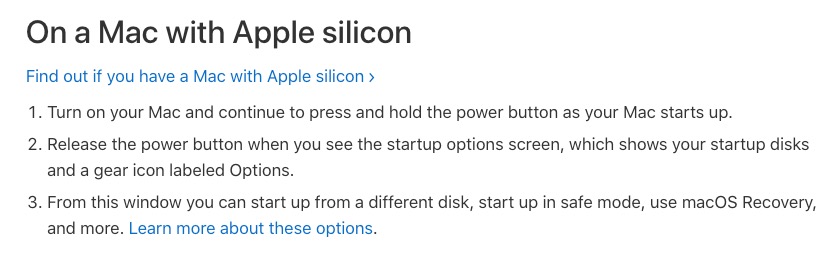 On a Mac with Apple silicon
Find out if you have a Mac with Apple silicon ›
1. Turn on your Mac and continue to press and hold the power button as your Mac starts up.
2. Release the power button when you see the startup options screen, which shows your startup disks
and a gear icon labeled Options.
3. From this window you can start up from a different disk, start up in safe mode, use macOS Recovery,
and more. Learn more about these options.